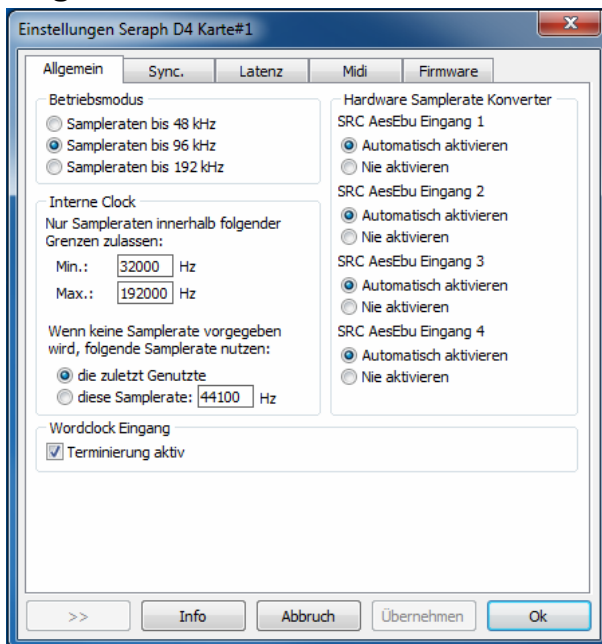 Einstellungen Seraph D4 Karte#1
Allgemein
Sync.
Latenz
Midi
Firmware
Betriebsmodus
Sampleraten bis 48 kHz
Sampleraten bis 96 kHz
Sampleraten bis 192 kHz
Interne Clock
Nur Sampleraten innerhalb folgender
Grenzen zulassen:
Min.: 32000 Hz
Max.: 192000 Hz
Wenn keine Samplerate vorgegeben
wird, folgende Samplerate nutzen:
die zuletzt Genutzte
diese Samplerate: 44100 Hz
Hardware Samplerate Konverter
SRC AesEbu Eingang 1
Automatisch aktivieren
Nie aktivieren
SRC AesEbu Eingang 2
Automatisch aktivieren
Nie aktivieren
SRC AesEbu Eingang 3
Automatisch aktivieren
Nie aktivieren
SRC AesEbu Eingang 4
Automatisch aktivieren
Nie aktivieren
Wordclock Eingang
Terminierung aktiv
>>
Info
Abbruch
Übernehmen
Ok